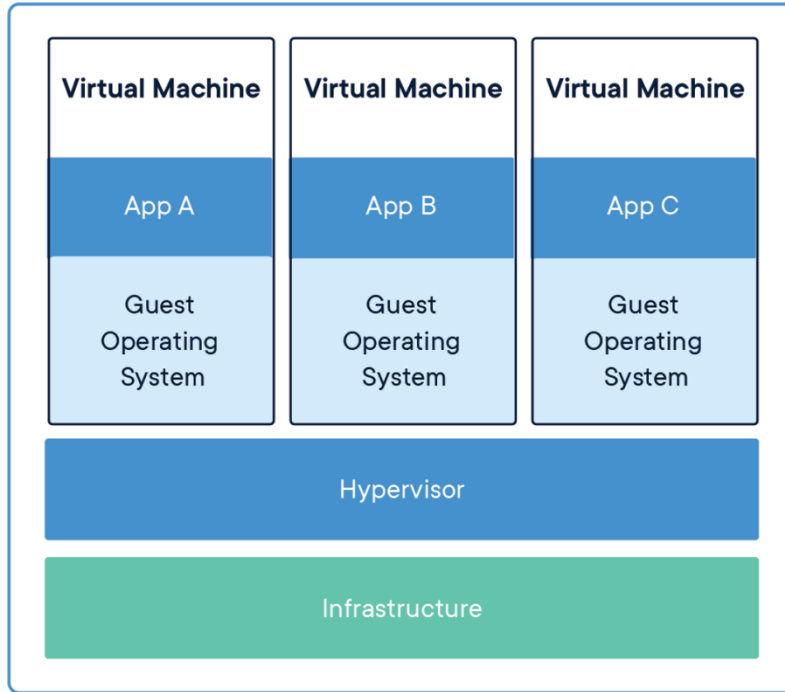 Virtual Machine
Virtual Machine
Virtual Machine
App A
App B
App C
Guest
Operating
System
Guest
Operating
System
Guest
Operating
System
Hypervisor
Infrastructure